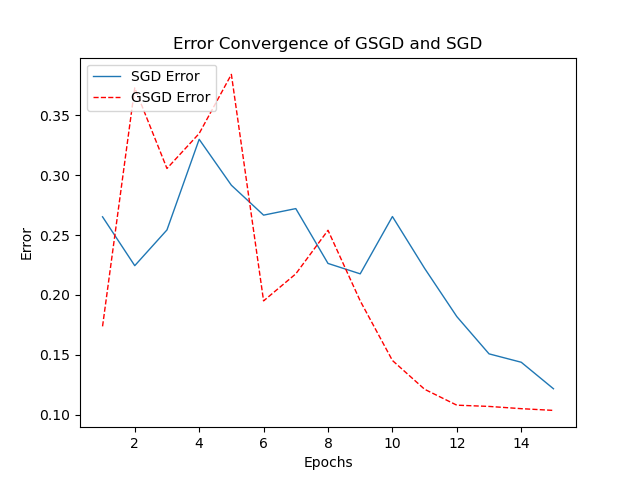 Error Convergence of GSGD and SGD
SGD Error
GSGD Error
0.35
0.30
0.25
0.20
0.15
0.10
Error
2 4 6 8 10 12 14
Epochs